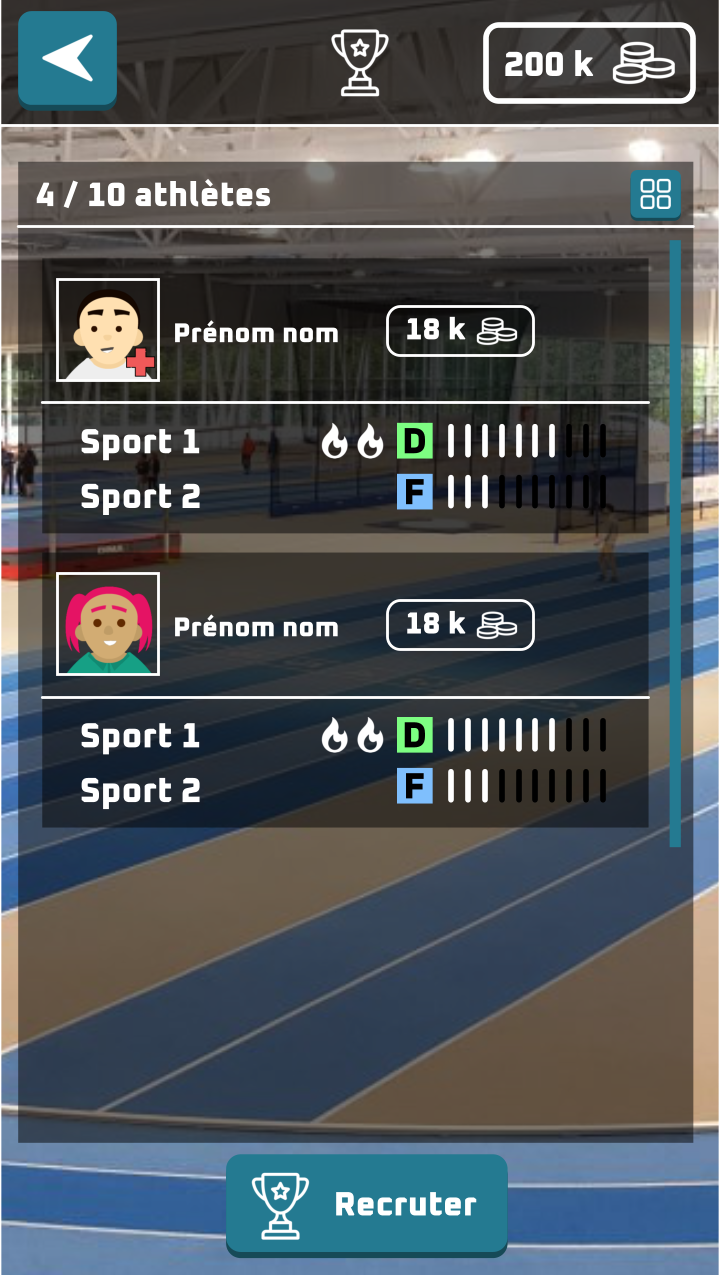 200 k
4 / 10 athlètes
Prénom nom
18 k
Sport 1 D
Sport 2 F
Prénom nom
18 k
Sport 1 D
Sport 2 F
Recruter